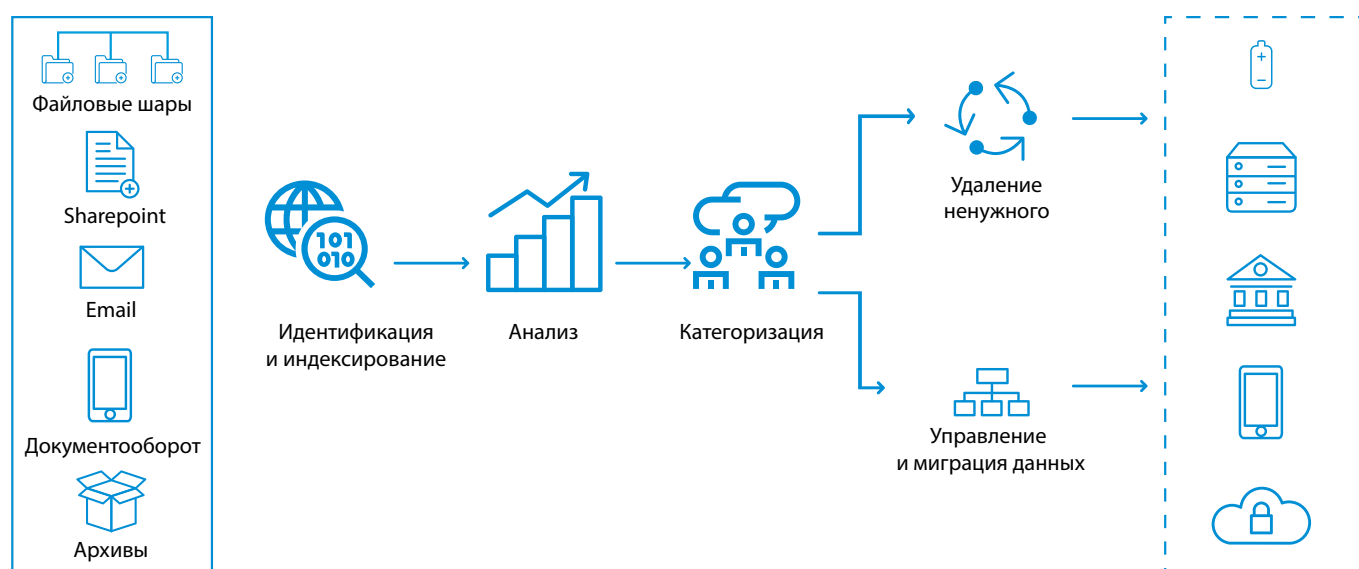 Файловые шары
Sharepoint
Email
Документооборот
Архивы
101
010
Идентификация
и индексирование
Анализ
Категоризация
Удаление
ненужного
Управление
и миграция данных